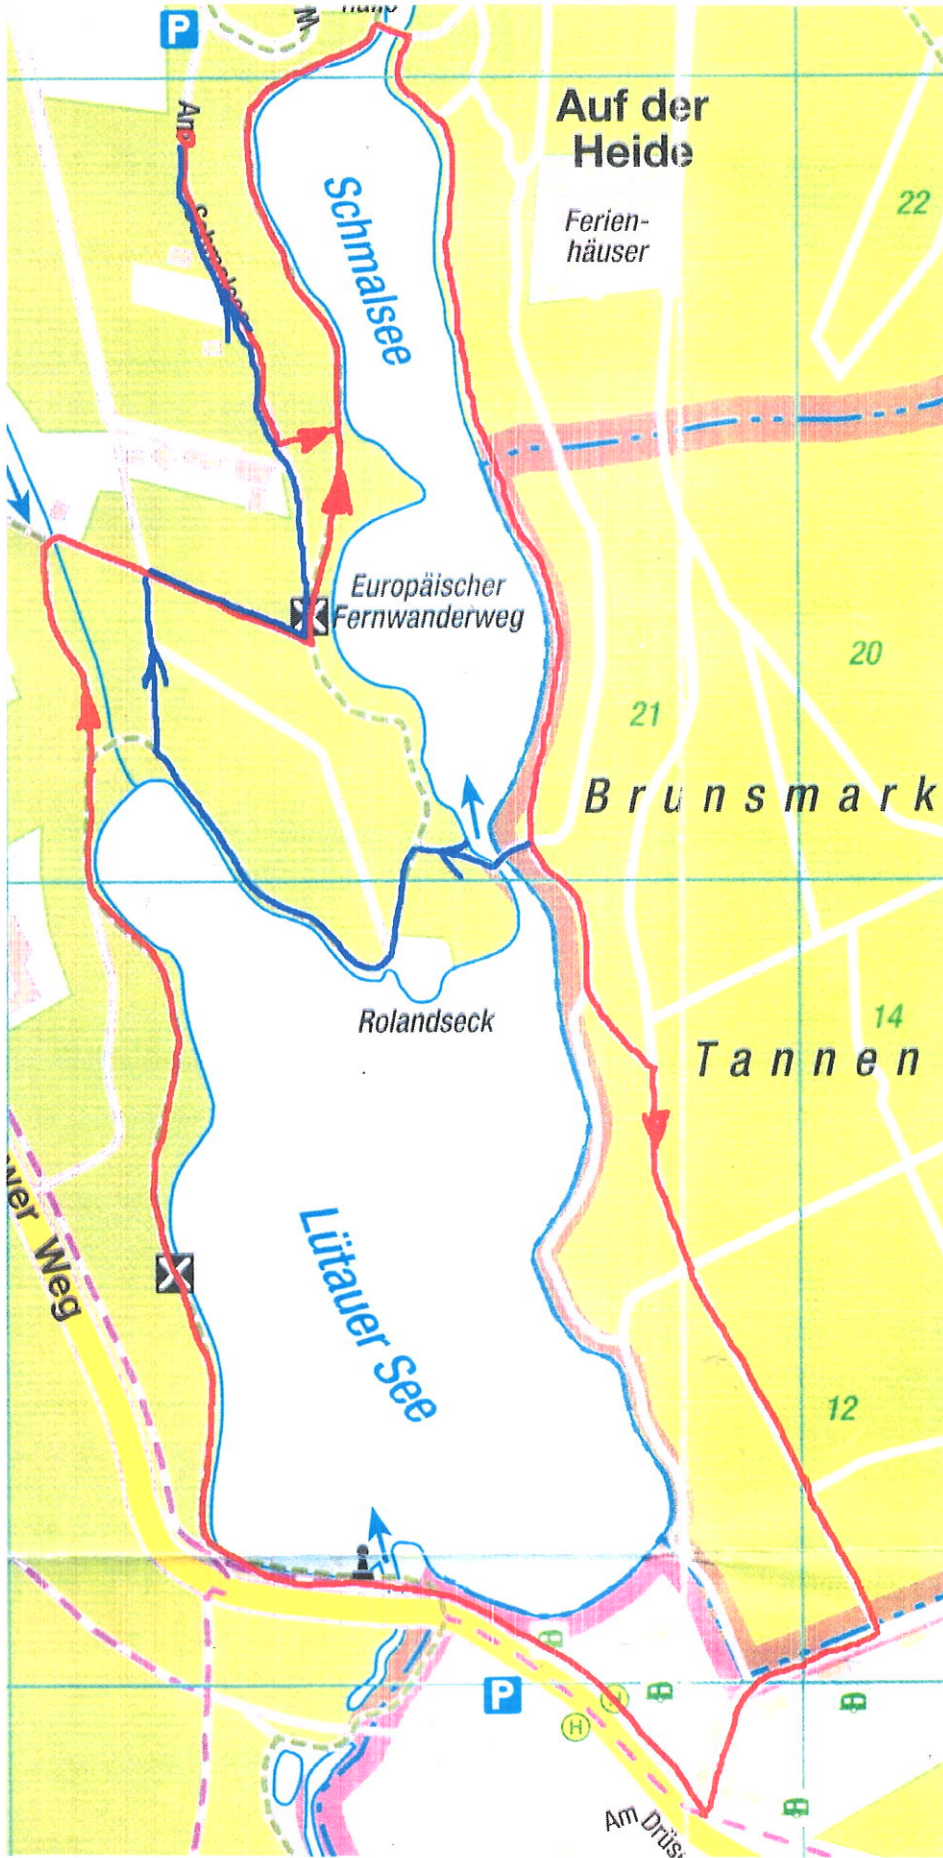 P
Auf der
Heide
22
Ferien-
häuser
Schmalsee
Europäischer
Fernwanderweg
20
21
Brunsmark
Rolandseck
14
Tannen
wer Weg
Lütauer See
12
P
H
H
Am Drüs